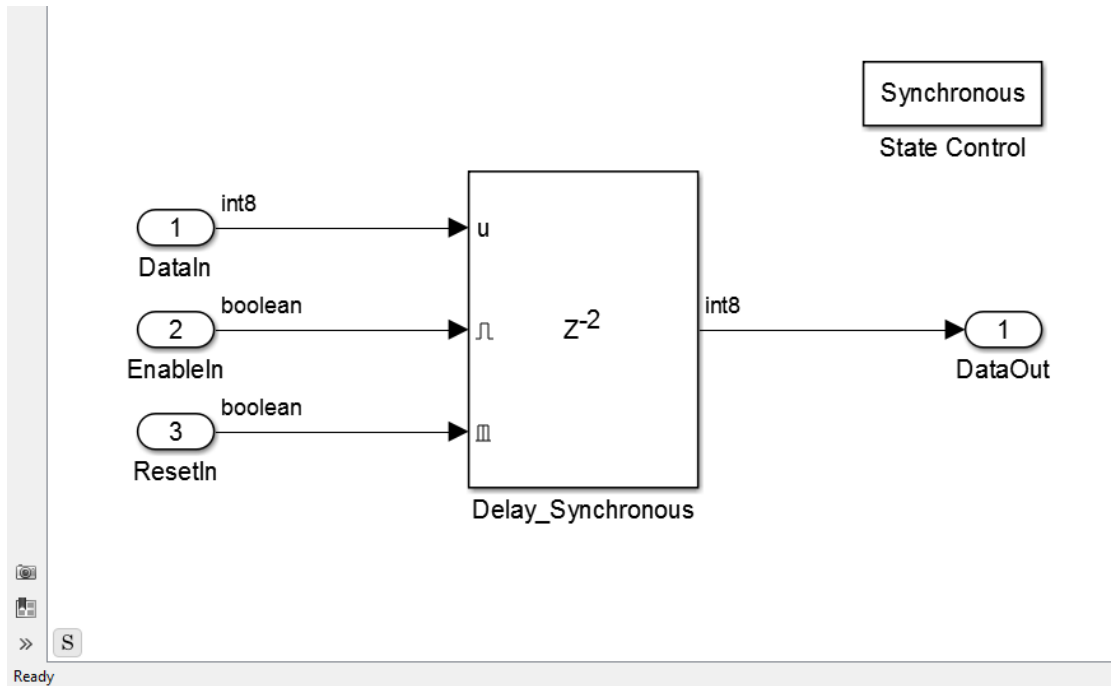 Synchronous
State Control
int8
1
u
DataIn
boolean
2
Z-2
int8
1
EnableIn
DataOut
boolean
3
ResetIn
Delay_Synchronous
»
S
Ready